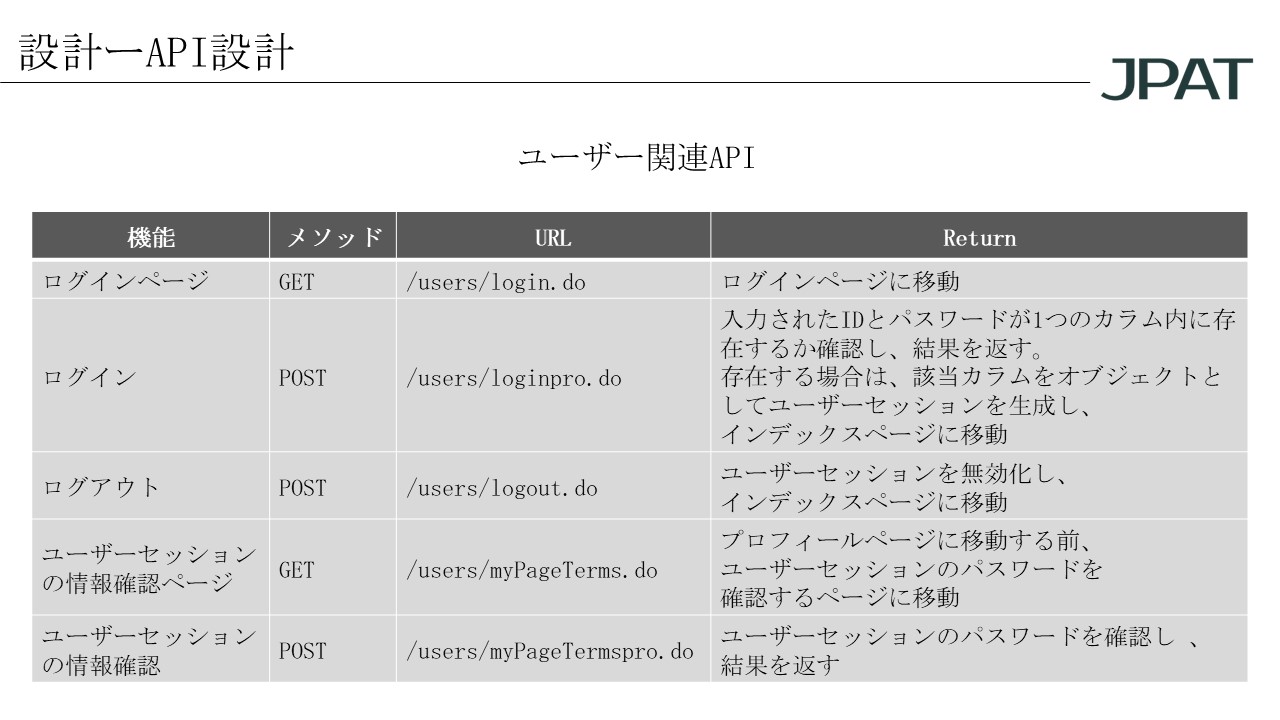 設計ーAPI設計
JPAT
ユーザー関連API
機能 メソッド URL Return
ログインページ GET /users/login.do ログインページに移動
ログイン POST /users/loginpro.do 入力されたIDとパスワードが1つのカラム内に存
在するか確認し、結果を返す。
存在する場合は、該当カラムをオブジェクトと
してユーザーセッションを生成し、
インデックスページに移動
ログアウト POST /users/logout.do ユーザーセッションを無効化し、
インデックスページに移動
ユーザーセッション
の情報確認ページ GET /users/myPageTerms.do プロフィールページに移動する前、
ユーザーセッションのパスワードを
確認するページに移動
ユーザーセッション
の情報確認 POST /users/myPageTermspro.do ユーザーセッションのパスワードを確認し 、
結果を返す